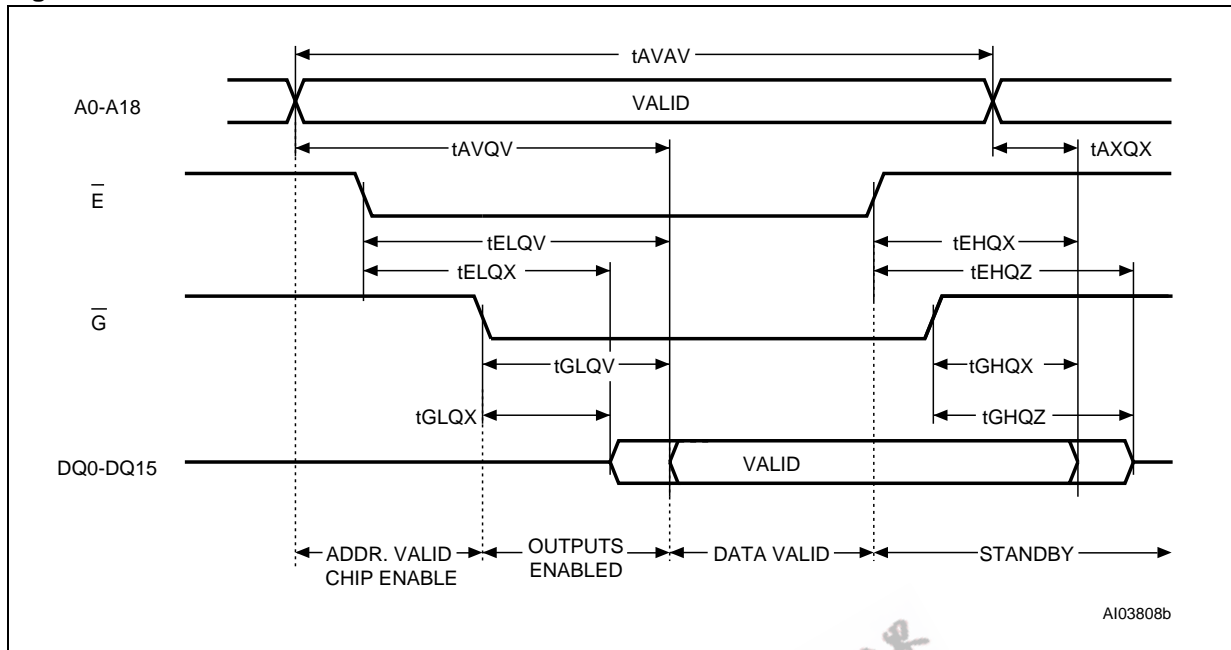 tAVAV
A0-A18
VALID
tAVQV
tAXQX
E
tELQV
tEHQX
tELQX
tEHQZ
G
tGLQV
tGHQX
tGLQX
tGHQZ
DQ0-DQ15
VALID
ADDR. VALID
CHIP ENABLE
OUTPUTS
ENABLED
DATA VALID
STANDBY
AI03808b